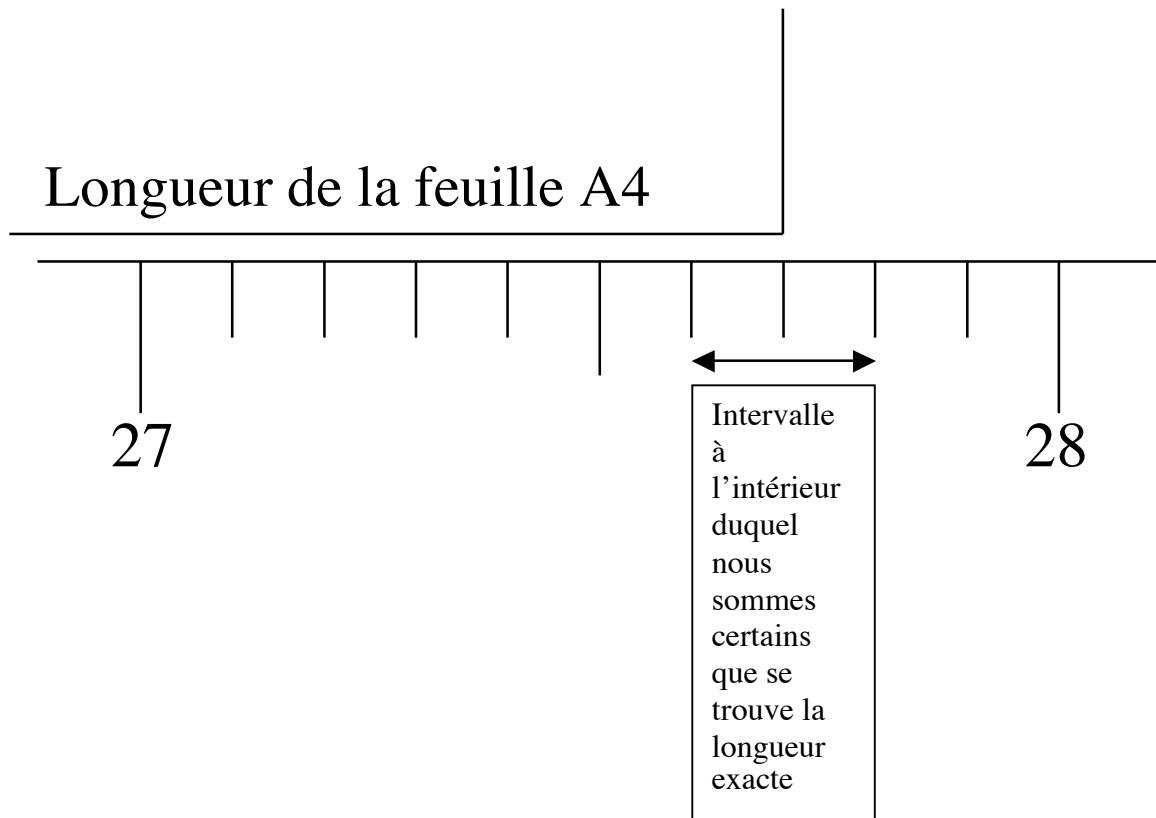 Longueur de la feuille A4
27
28
Intervalle
à
l’intérieur
duquel
nous
sommes
certains
que se
trouve la
longueur
exacte